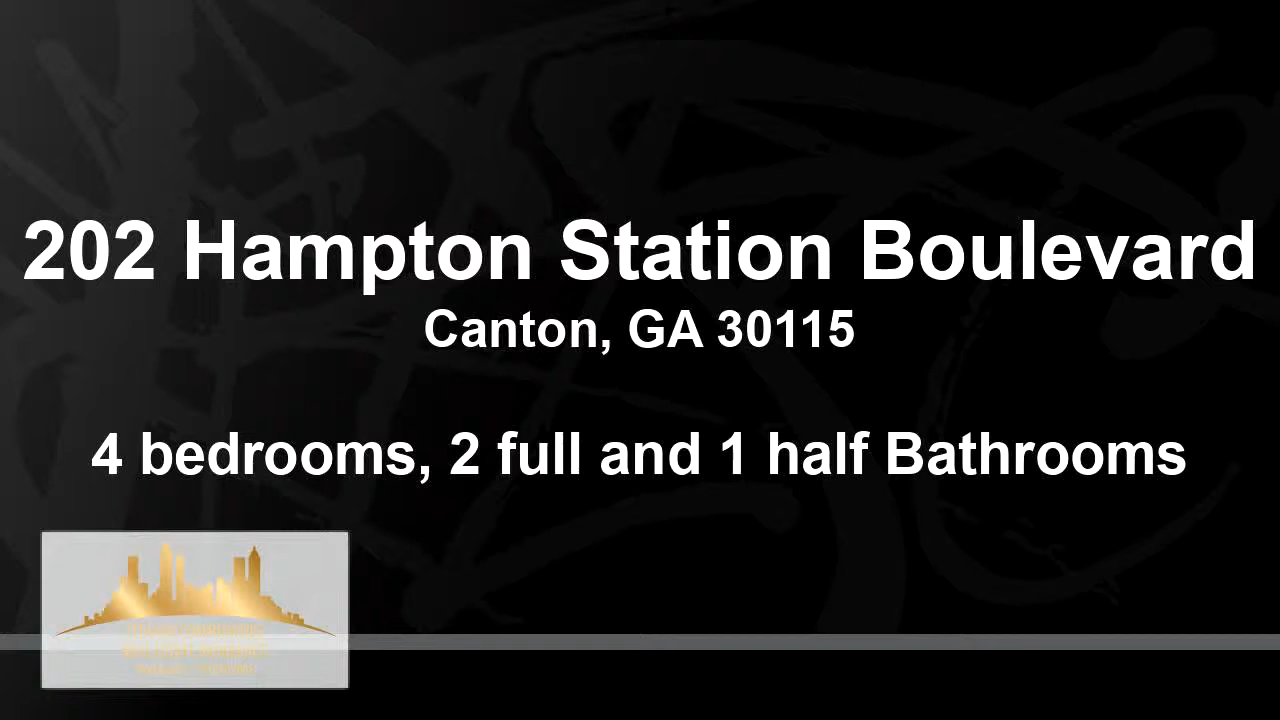 202 Hampton Station Boulevard
Canton, GA 30115
4 bedrooms, 2 full and 1 half Bathrooms